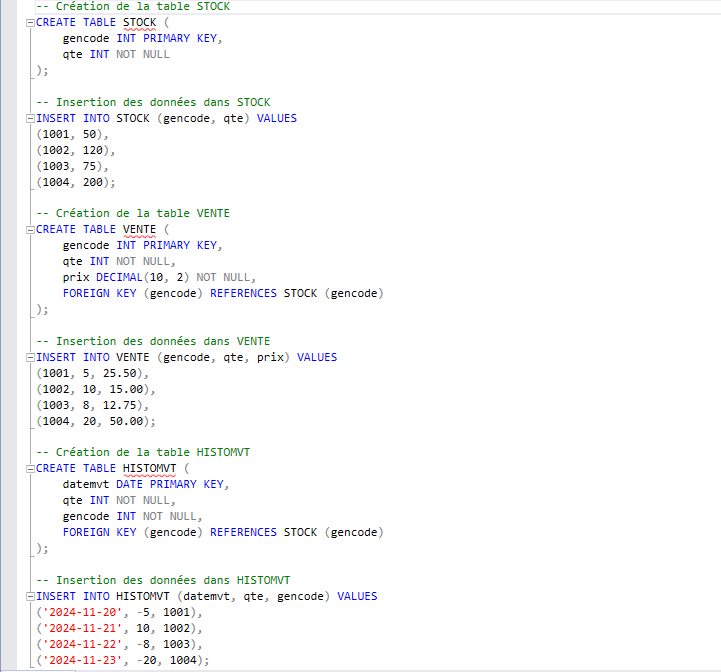 -- Création de la table STOCK
CREATE TABLE STOCK (
    gencode INT PRIMARY KEY,
    qte INT NOT NULL
);
-- Insertion des données dans STOCK
INSERT INTO STOCK (gencode, qte) VALUES
(1001, 50),
(1002, 120),
(1003, 75),
(1004, 200);
-- Création de la table VENTE
CREATE TABLE VENTE (
    gencode INT PRIMARY KEY,
    qte INT NOT NULL,
    prix DECIMAL(10, 2) NOT NULL,
    FOREIGN KEY (gencode) REFERENCES STOCK (gencode)
);
-- Insertion des données dans VENTE
INSERT INTO VENTE (gencode, qte, prix) VALUES
(1001, 5, 25.50),
(1002, 10, 15.00),
(1003, 8, 12.75),
(1004, 20, 50.00);
-- Création de la table HISTOMVT
CREATE TABLE HISTOMVT (
    datemvt DATE PRIMARY KEY,
    qte INT NOT NULL,
    gencode INT NOT NULL,
    FOREIGN KEY (gencode) REFERENCES STOCK (gencode)
);
-- Insertion des données dans HISTOMVT
INSERT INTO HISTOMVT (datemvt, qte, gencode) VALUES
('2024-11-20', -5, 1001),
('2024-11-21', 10, 1002),
('2024-11-22', -8, 1003),
('2024-11-23', -20, 1004);